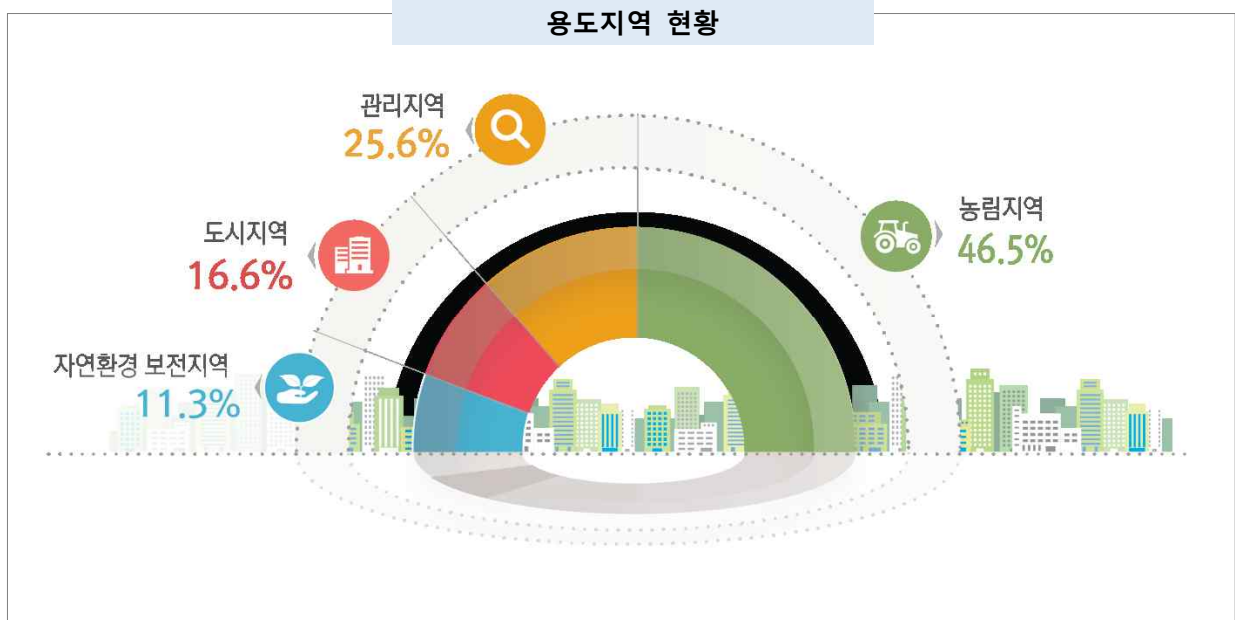 용도지역 현황
관리지역
25.6%
도시지역
16.6%
자연환경 보전지역
11.3%
농림지역
46.5%